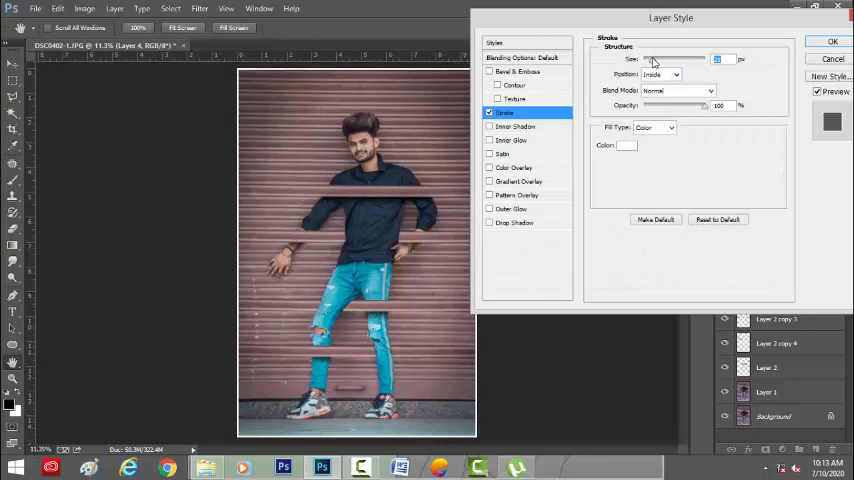 Ps File Edit Image Layer Type Select Filter View Window Help
Scroll All Windows 100% Fit Screen Fill Screen
DSC0402-1.JPG @ 11.3% (Layer 4, RGB/8*) * ×
Layer Style
Styles
Blending Options: Default
Bevel & Emboss
Contour
Texture
Stroke
Inner Shadow
Inner Glow
Satin
Color Overlay
Gradient Overlay
Pattern Overlay
Outer Glow
Drop Shadow
Stroke
Structure
Size: px
Position: Inside
Blend Mode: Normal
Opacity: 100 %
Fill Type: Color
Color:
Make Default Reset to Default
OK
Cancel
New Style...
Preview
Layer 2 copy 3
Layer 2 copy 4
Layer 2
Layer 1
Background
11.35% Doc: 50.3M/322.4M
Ps Ps
10:13 AM
7/10/2020